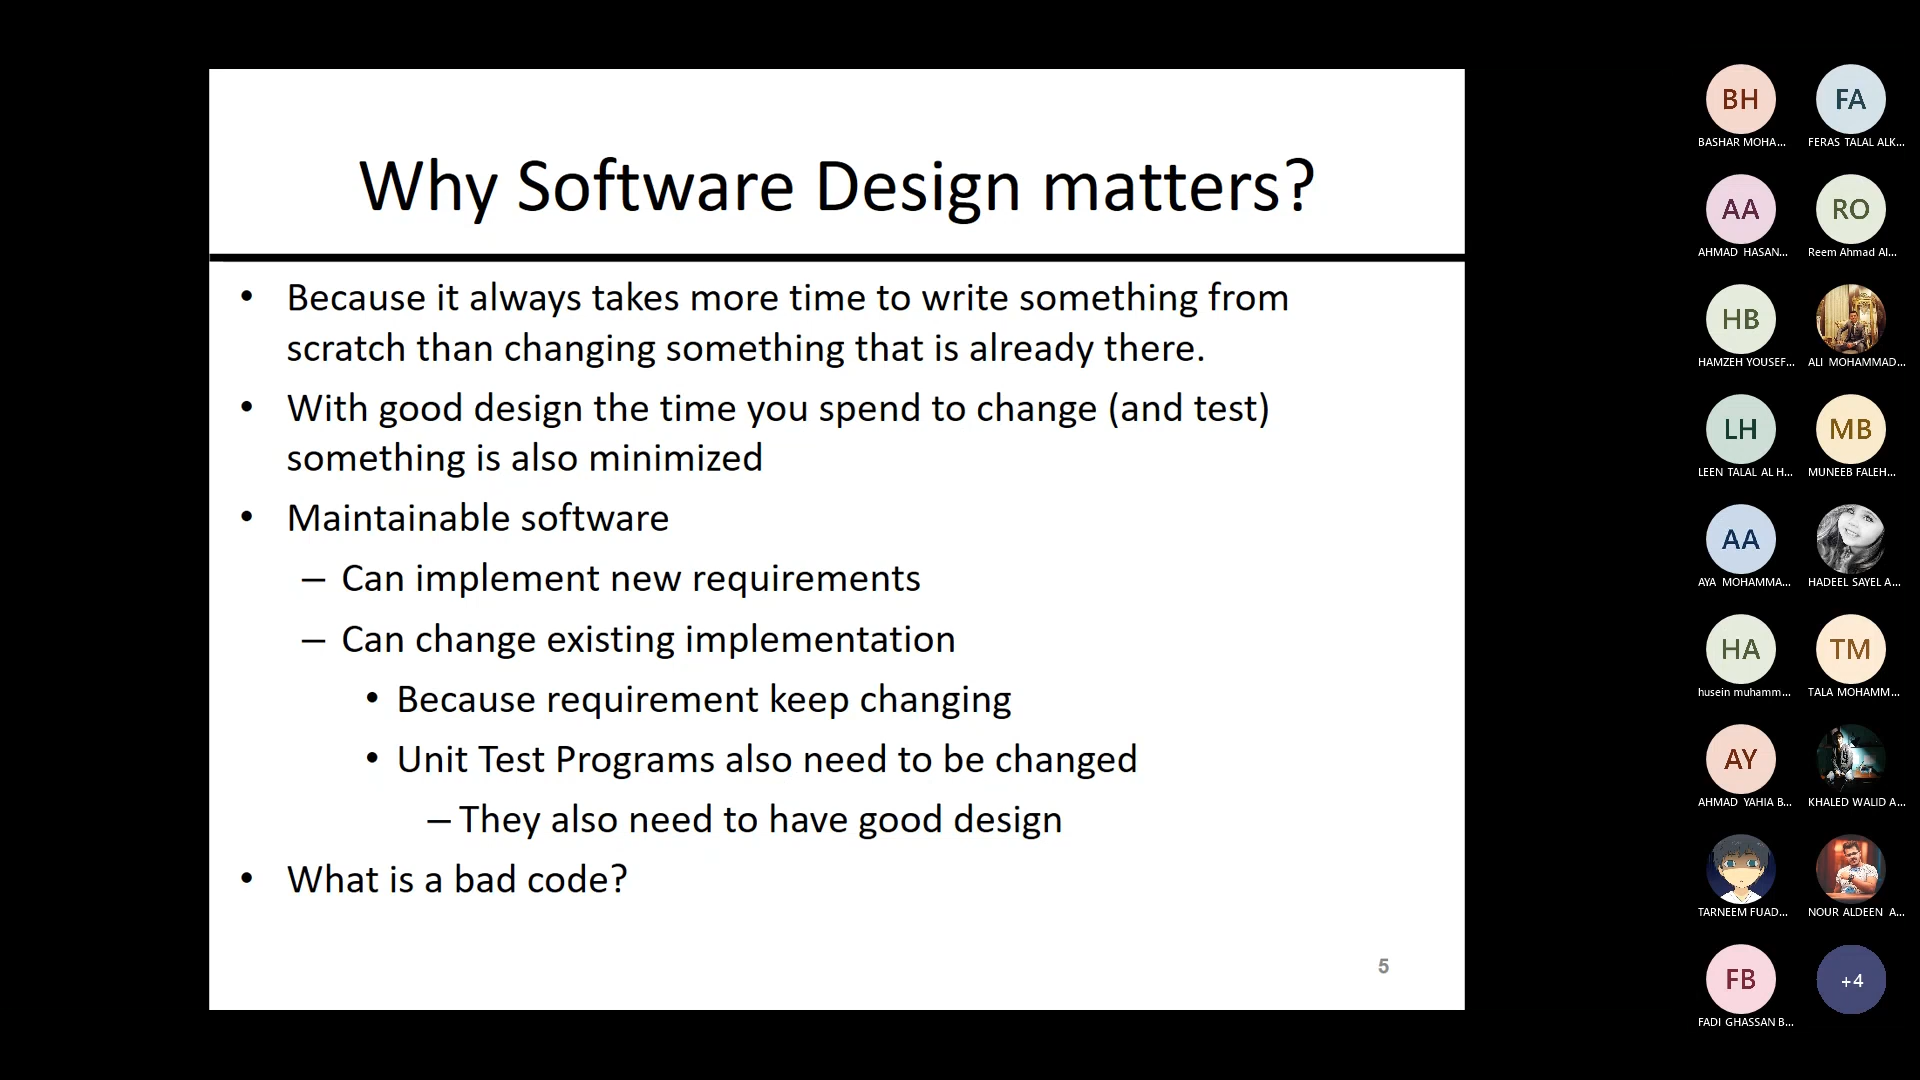 Why Software Design matters?
• Because it always takes more time to write something from
scratch than changing something that is already there.
• With good design the time you spend to change (and test)
something is also minimized
• Maintainable software
– Can implement new requirements
– Can change existing implementation
• Because requirement keep changing
• Unit Test Programs also need to be changed
– They also need to have good design
• What is a bad code?
5
BH
BASHAR MOHA...
FA
FERAS TALAL ALK...
AA
AHMAD HASAN...
RO
Reem Ahmad Al...
HB
HAMZEH YOUSEF...
ALI MOHAMMAD...
LH
LEEN TALAL AL H...
MB
MUNEEB FALEH...
AA
AYA MOHAMMA...
HADEEL SAYEL A...
HA
husein muhamm...
TM
TALA MOHAMM...
AY
AHMAD YAHIA B...
KHALED WALID A...
TARNEEM FUAD...
NOUR ALDEEN A...
FB
FADI GHASSAN B...
+4